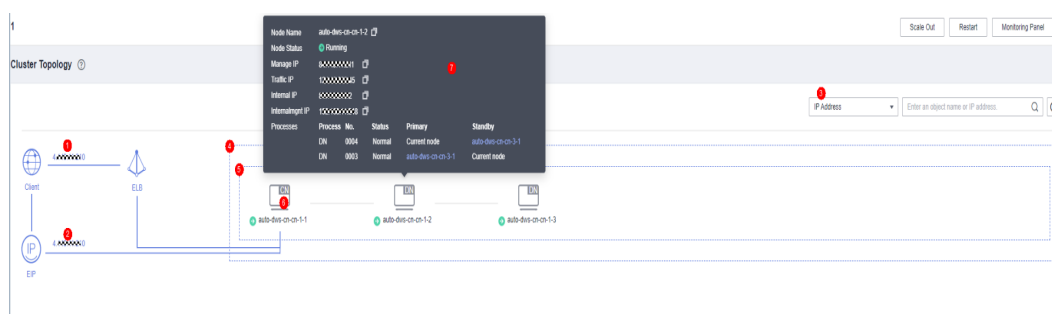 1
Scale Out
Restart
Monitoring Panel
Cluster Topology
Node Name auto-dws-cn-cn-1-2
Node Status Running
Manage IP
Traffic IP
Internal IP
Internalmgnt IP
Processes Process No. Status Primary Standby
DN 0004 Normal Current node auto-dws-cn-cn-3-1
DN 0003 Normal auto-dws-cn-cn-3-1 Current node
7
3
IP Address
Enter an object name or IP address.
1
4
5
Client
ELB
CN
DN
DN
6
auto-dws-cn-cn-1-1
auto-dws-cn-cn-1-2
auto-dws-cn-cn-1-3
2
IP
EIP